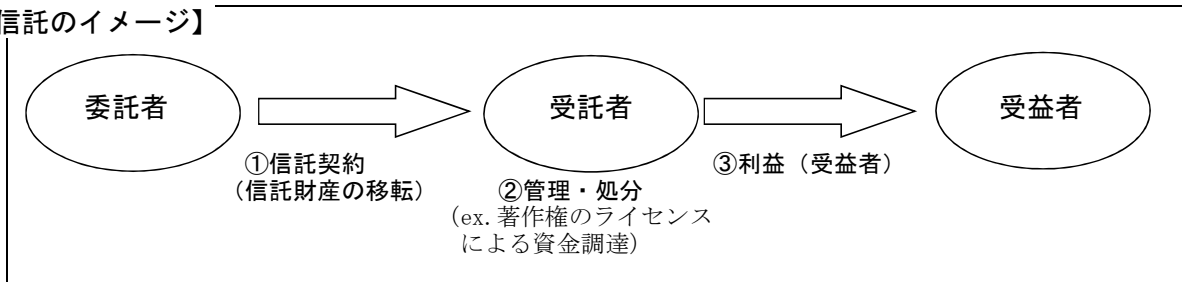 信託のイメージ】
委託者
受託者
受益者
①信託契約
(信託財産の移転)
②管理・処分
(ex.著作権のライセンス
による資金調達)
③利益（受益者）